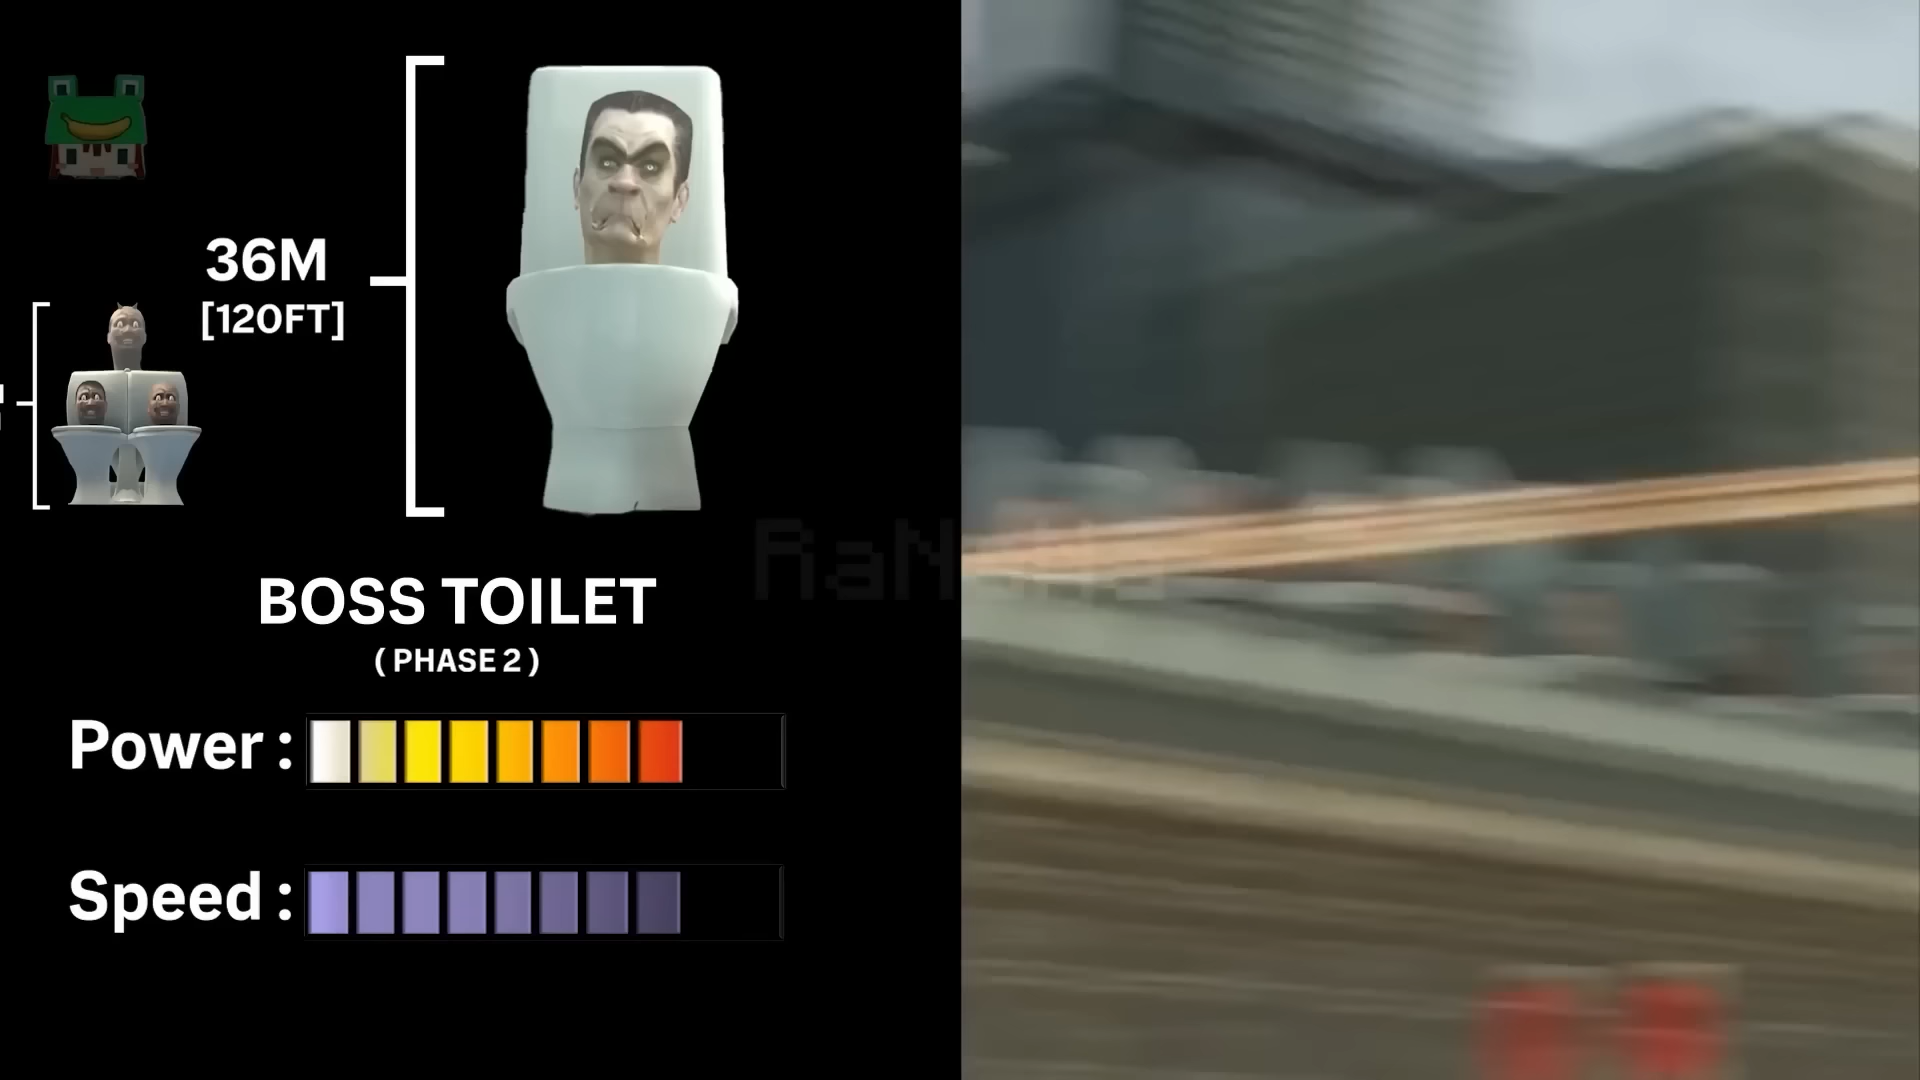 36M
[120FT]
BOSS TOILET
( PHASE 2 )
Power :
Speed :